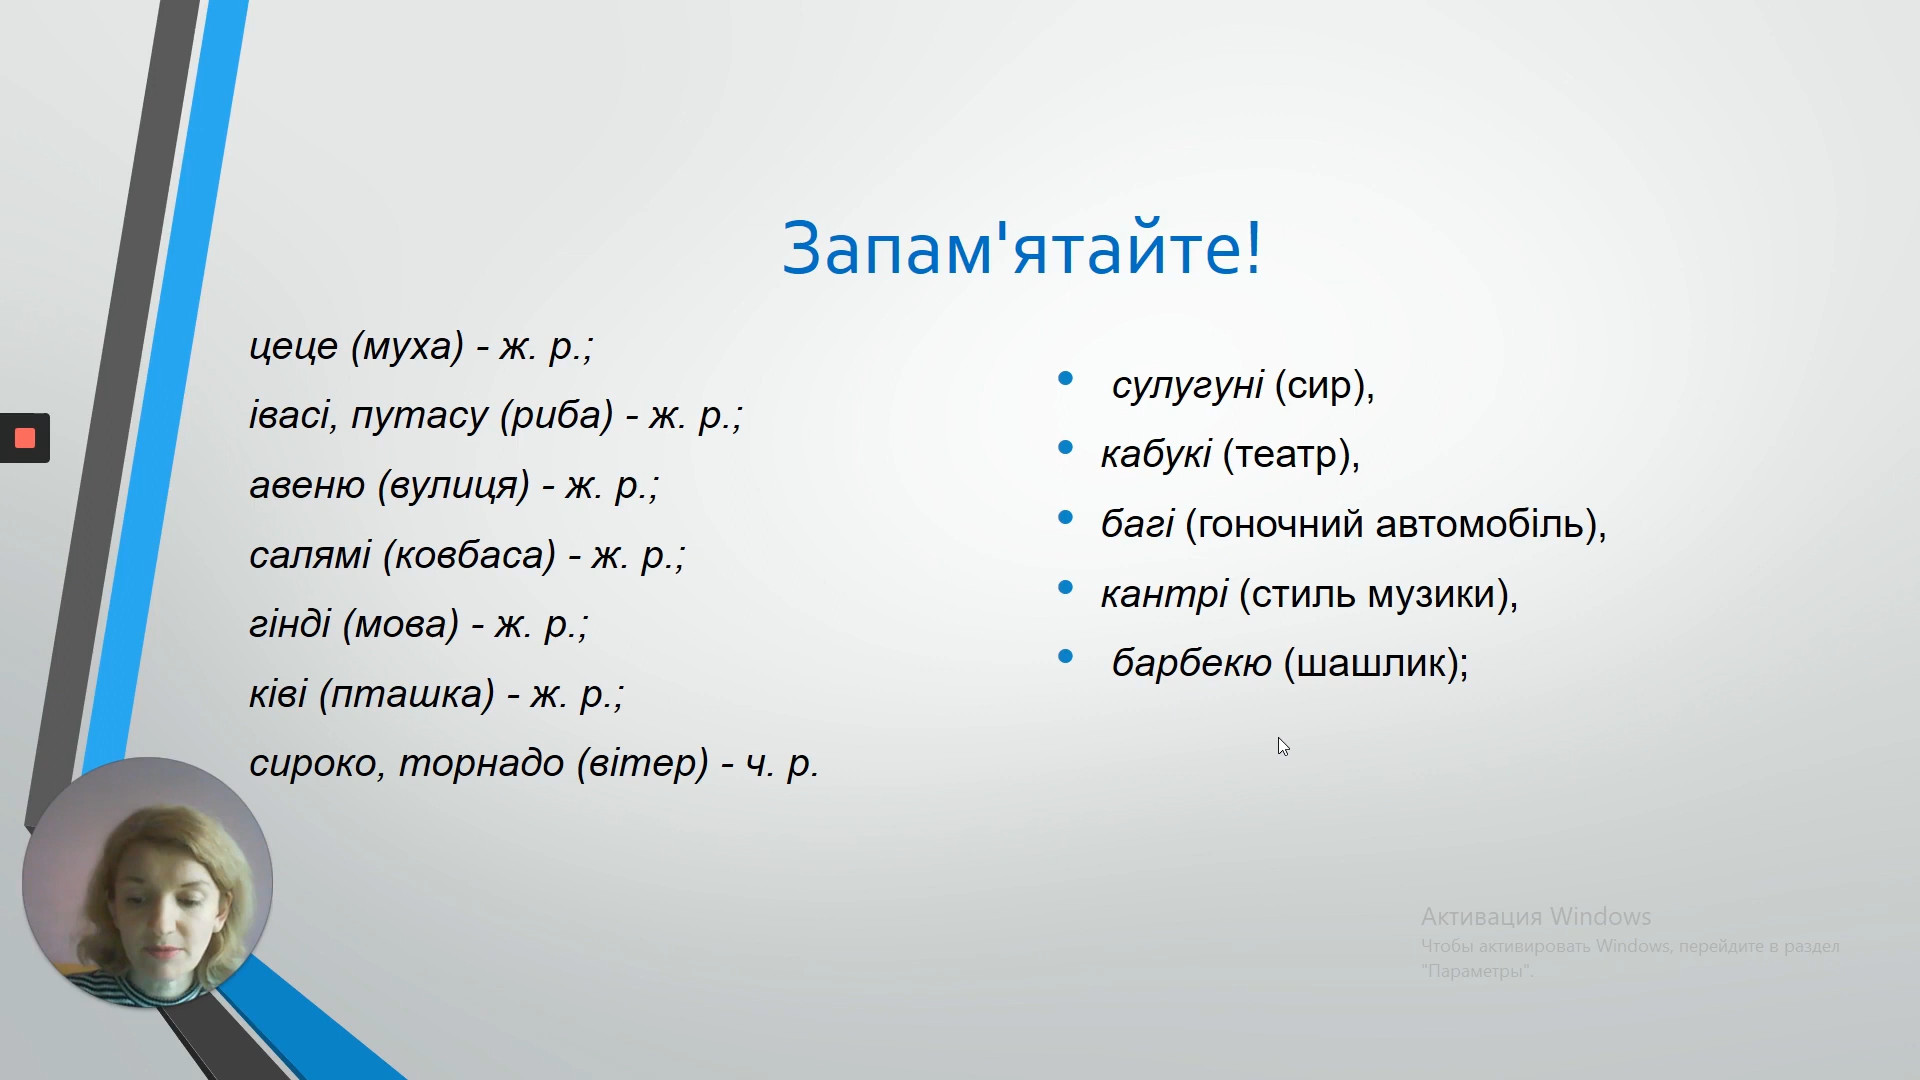 Запам'ятайте!
цеце (муха) - ж. р.;
івасі, путасу (риба) - ж. р.;
авеню (вулиця) - ж. р.;
салямі (ковбаса) - ж. р.;
гінді (мова) - ж. р.;
ківі (пташка) - ж. р.;
сироко, торнадо (вітер) - ч. р.
• сулугуні (сир),
• кабукі (театр),
• багі (гоночний автомобіль),
• кантрі (стиль музики),
• барбекю (шашлик);
Активация Windows
Чтобы активировать Windows, перейдите в раздел
"Параметры".